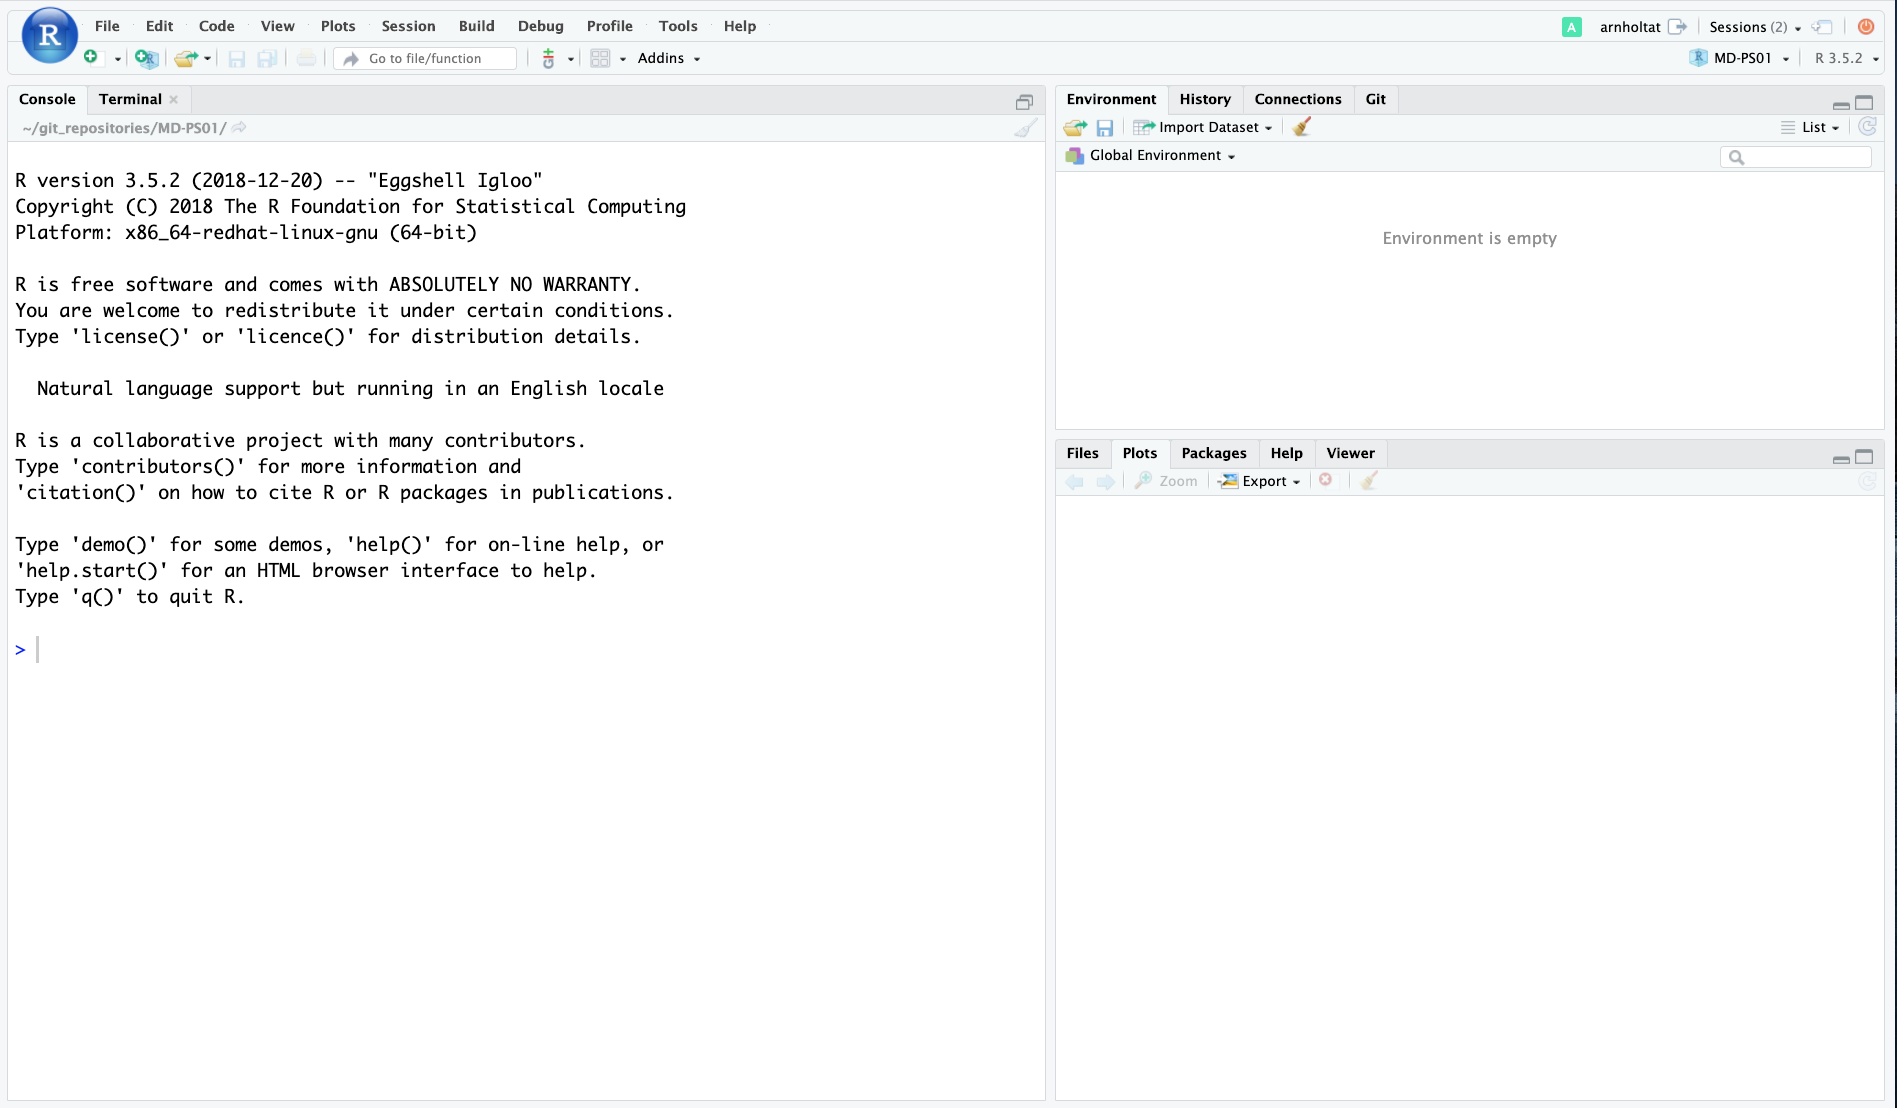 R
File Edit Code View Plots Session Build Debug Profile Tools Help
A arnholtat Sessions (2)
Go to file/function Addins
R MD-PS01 R 3.5.2
Console Terminal
~/git_repositories/MD-PS01/
R version 3.5.2 (2018-12-20) -- "Eggshell Igloo"
Copyright (C) 2018 The R Foundation for Statistical Computing
Platform: x86_64-redhat-linux-gnu (64-bit)
R is free software and comes with ABSOLUTELY NO WARRANTY.
You are welcome to redistribute it under certain conditions.
Type 'license()' or 'licence()' for distribution details.
Natural language support but running in an English locale
R is a collaborative project with many contributors.
Type 'contributors()' for more information and
'citation()' on how to cite R or R packages in publications.
Type 'demo()' for some demos, 'help()' for on-line help, or
'help.start()' for an HTML browser interface to help.
Type 'q()' to quit R.
>
Environment History Connections Git
Import Dataset List
Global Environment
Environment is empty
Files Plots Packages Help Viewer
Zoom Export